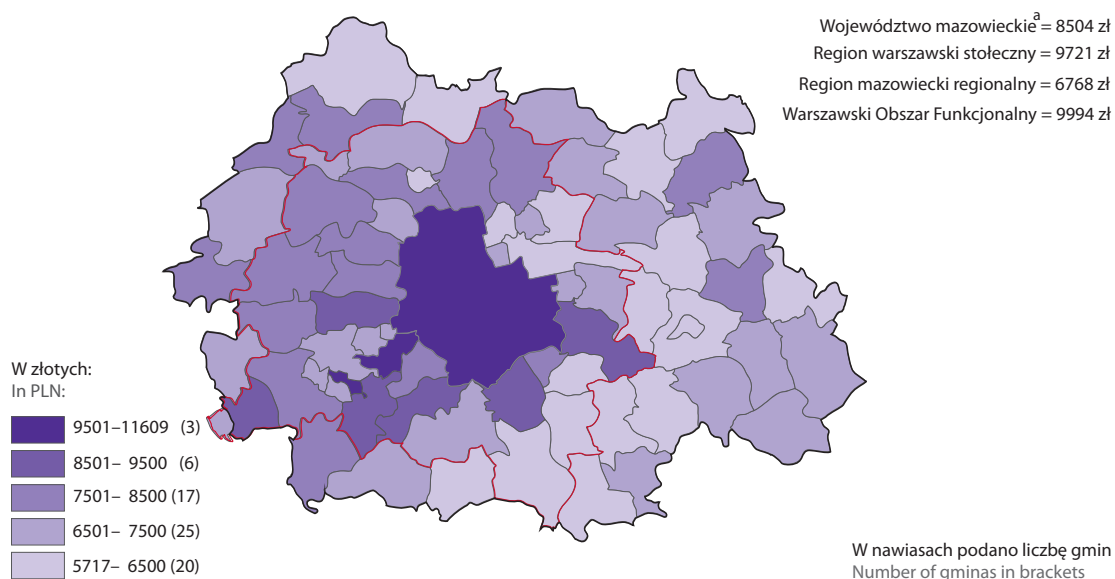 Województwo mazowieckie a = 8504 zł
Region warszawski stołeczny = 9721 zł
Region mazowiecki regionalny = 6768 zł
Warszawski Obszar Funkcjonalny = 9994 zł
W złotych:
In PLN:
9501–11609 (3)
8501– 9500 (6)
7501– 8500 (17)
6501– 7500 (25)
5717– 6500 (20)
W nawiasach podano liczbę gmin
Number of gminas in brackets